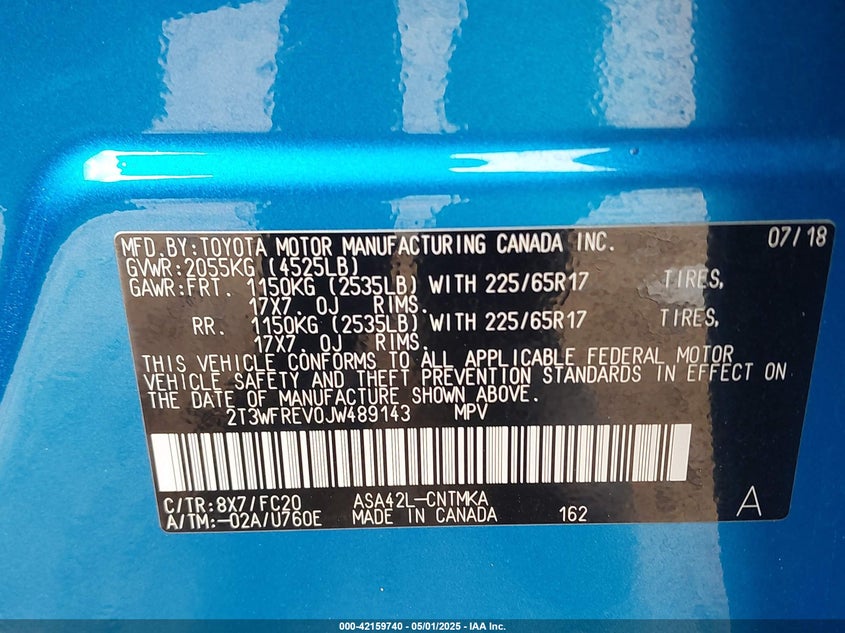 MFD.BY:TOYOTA MOTOR MANUFACTURING CANADA INC. 07/18
GVWR:2055KG (4525LB)
GAWR:FRT. 1150KG (2535LB) WITH 225/65R17 TIRES,
17X7.0J RIMS.
RR. 1150KG (2535LB) WITH 225/65R17 TIRES,
17X7.0J RIMS.
THIS VEHICLE CONFORMS TO ALL APPLICABLE FEDERAL MOTOR
VEHICLE SAFETY AND THEFT PREVENTION STANDARDS IN EFFECT ON
THE DATE OF MANUFACTURE SHOWN ABOVE.
2T3WFREV0JW489143 MPV
C/TR:8X7/FC20 ASA42L-CNTMKA A
A/TM:-02A/U760E MADE IN CANADA 162
000-42159740 - 05/01/2025 - IAA Inc.